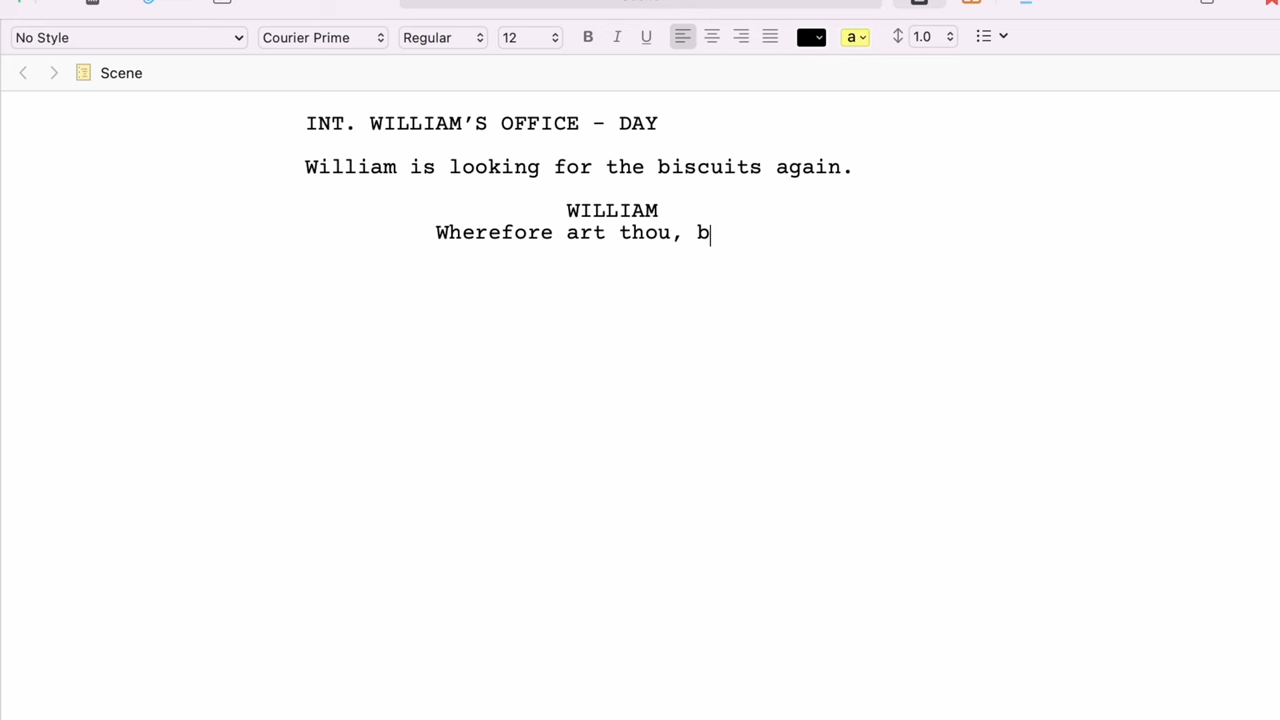 No Style
Courier Prime
Regular
12
B
I
U
a
1.0
Scene
INT. WILLIAM’S OFFICE – DAY
William is looking for the biscuits again.
WILLIAM
Wherefore art thou, b